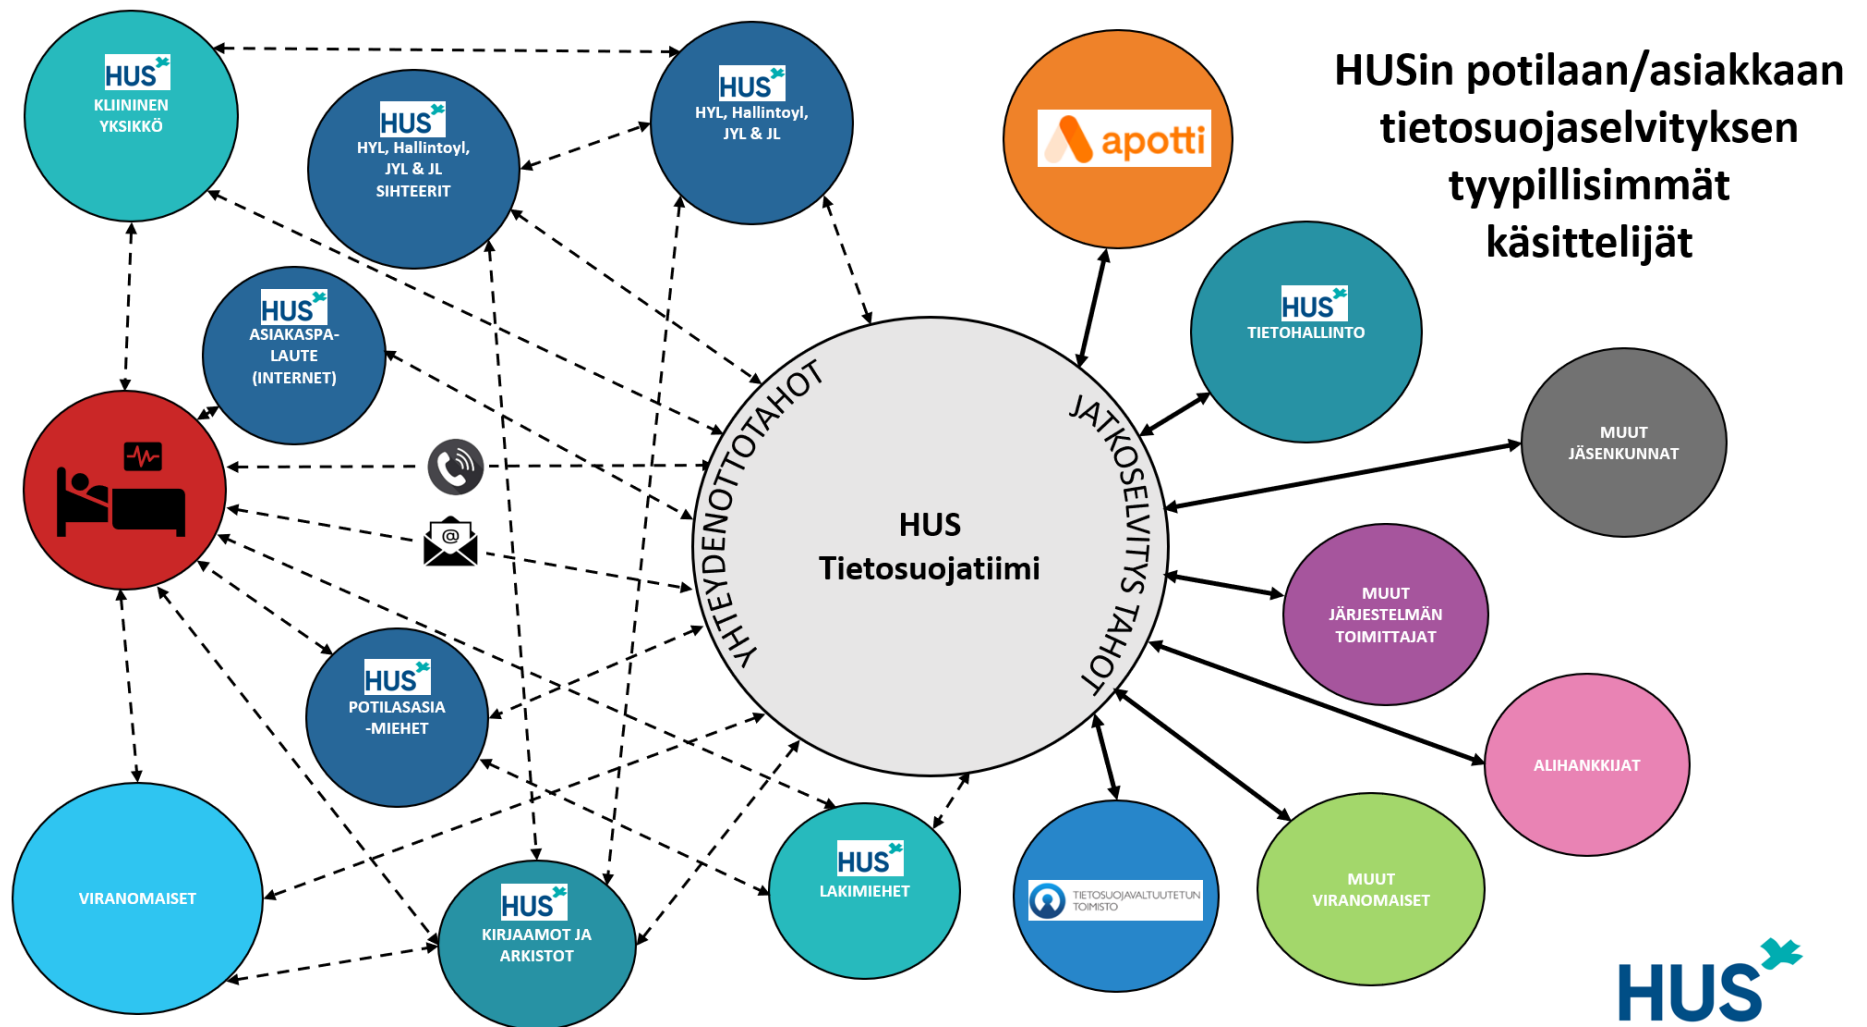 HUSin potilaan/asiakkaan
tietosuojaselvityksen
tyypillisimmät
käsittelijät
HUS
KLIININEN
YKSIKKÖ
HUS
HYL, Hallintoyl,
JYL & JL
SIHTEERIT
HUS
HYL, Hallintoyl,
JYL & JL
apotti
HUS
TIETOHALLINTO
HUS
ASIAKASPA-
LAUTE
(INTERNET)
MUUT
JÄSENKUNNAT
YHTEYDENOTTOTAHOT
JATKOSELVITYS TAHOT
HUS
Tietosuojatiimi
@
MUUT
JÄRJESTELMÄN
TOIMITTAJAT
HUS
POTILASASIA
-MIEHET
ALIHANKKIJAT
VIRANOMAISET
HUS
KIRJAAMOT JA
ARKISTOT
HUS
LAKIMIEHET
TIETOSUOJAVALTUUTETUN
TOIMISTO
MUUT
VIRANOMAISET
HUS